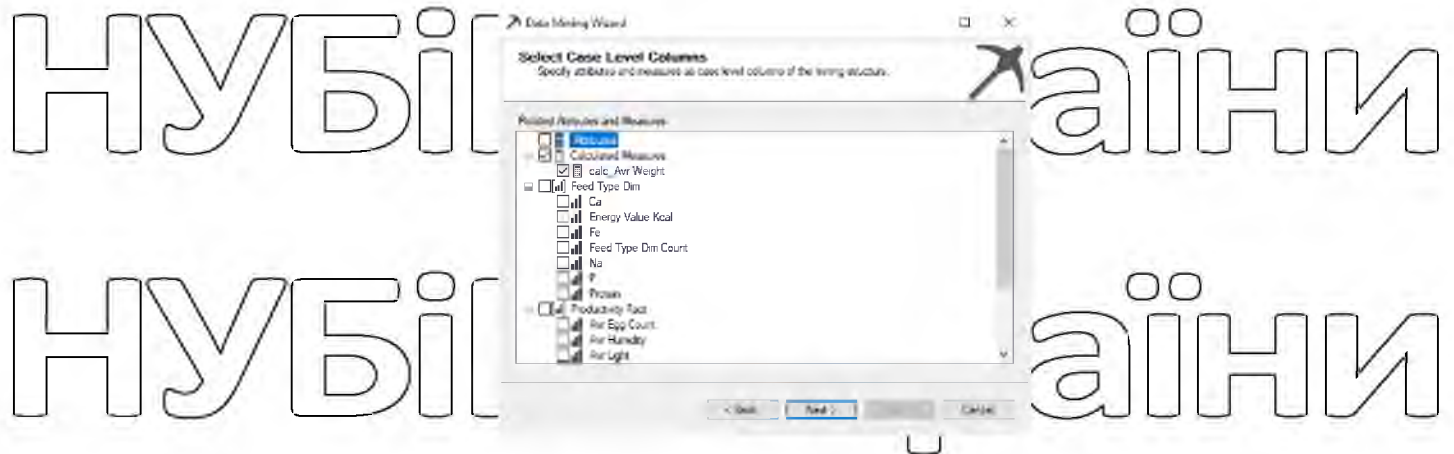 НУБІ
аїни
Data Mining Wizard
Select Case Level Columns
Specify attributes and measures as case level columns of the mining structure.
Related Attributes and Measures
Attributes
Calculated Measures
calc_Avr Weight
Feed Type Dim
Ca
Energy Value Kcal
Fe
Feed Type Dim Count
Na
P
Protein
Productivity Fact
Avr Egg Count
Avr Humidity
Avr Light
< Back
Next >
Cancel
НУБІ
аїни